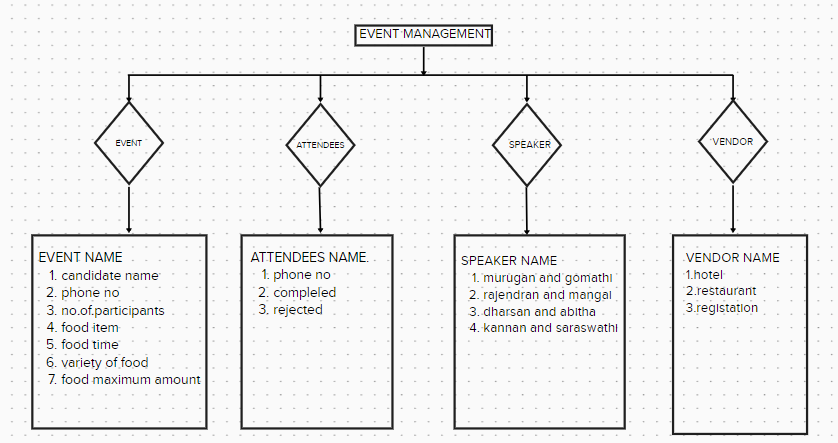 EVENT MANAGEMENT
EVENT
ATTENDEES
SPEAKER
VENDOR
EVENT NAME
1. candidate name
2. phone no
3. no.of.participants
4. food item
5. food time
6. variety of food
7. food maximum amount
ATTENDEES NAME.
1. phone no
2. compleled
3. rejected
SPEAKER NAME
1. murugan and gomathi
2. rajendran and mangai
3. dharsan and abitha
4. kannan and saraswathi
VENDOR NAME
1.hotel
2.restaurant
3.registation